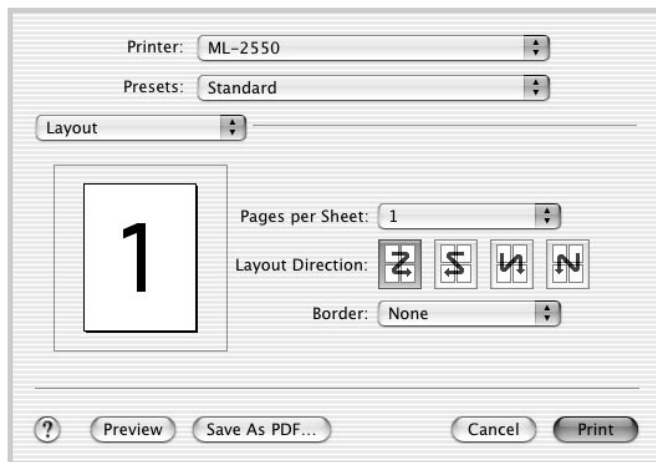 Printer: ML-2550
Presets: Standard
Layout
1
Pages per Sheet: 1
Layout Direction:
Border: None
? Preview Save As PDF... Cancel Print